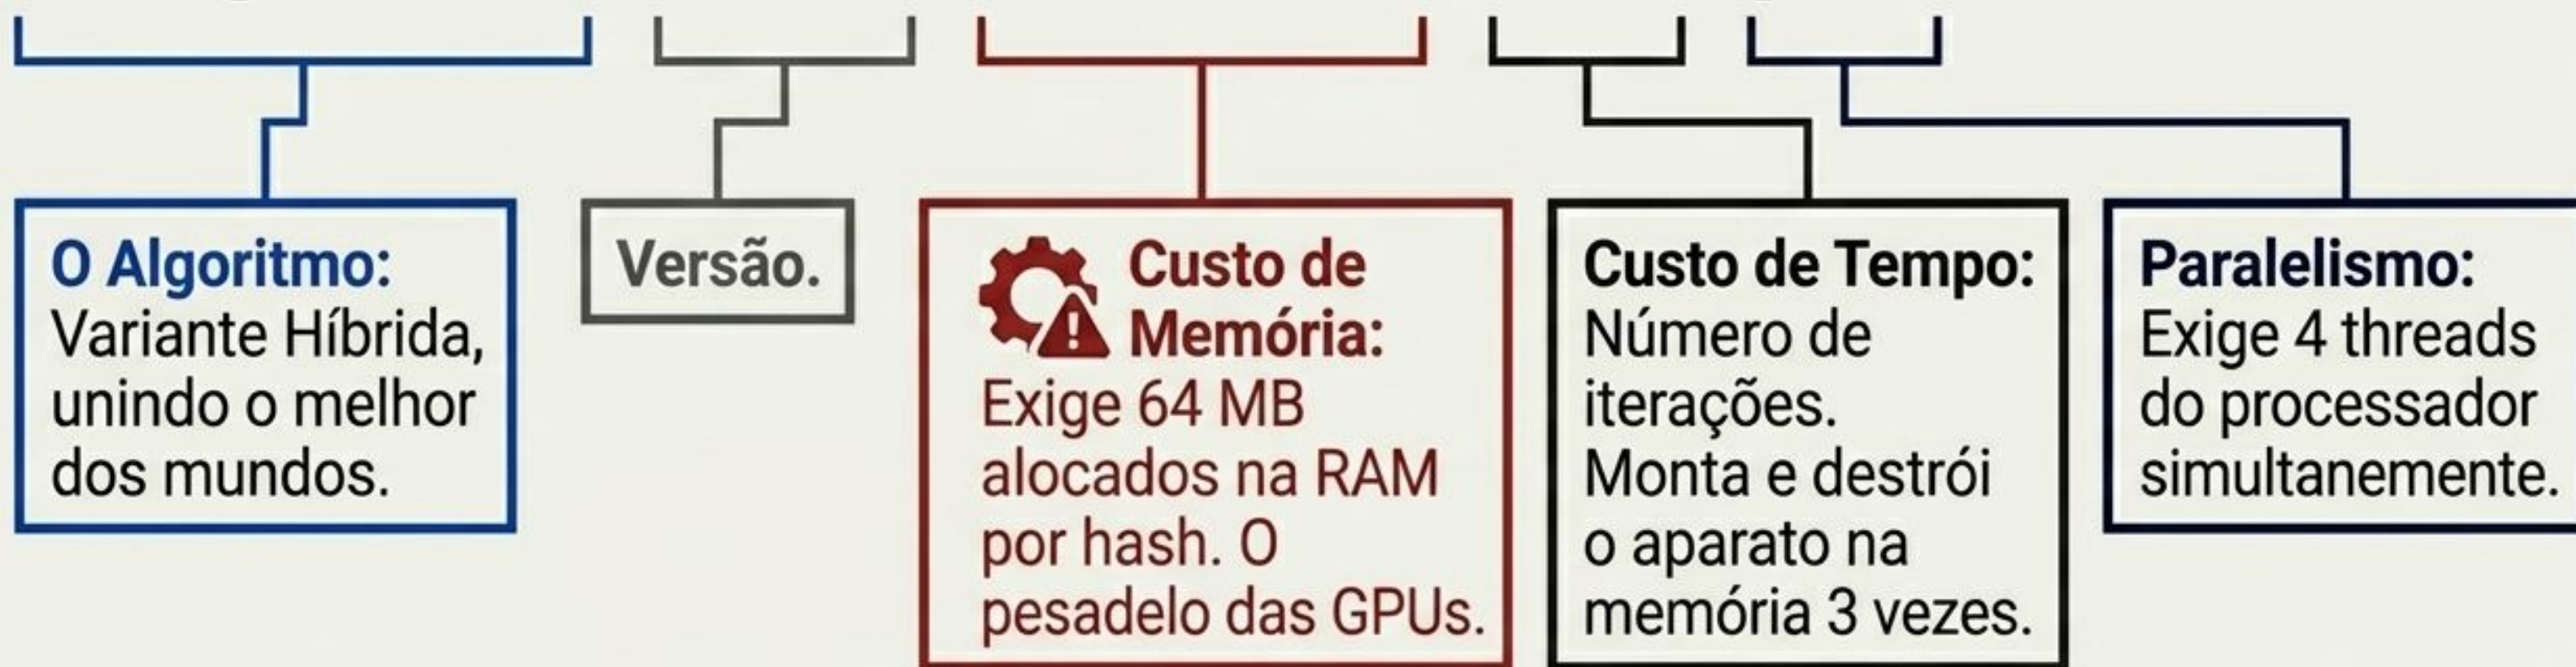 O Algoritmo:
Variante Híbrida,
unindo o melhor
dos mundos.
Versão.
Custo de
Memória:
Exige 64 MB
alocados na RAM
por hash. O
pesadelo das GPUs.
Custo de Tempo:
Número de
iterações.
Monta e destrói
o aparato na
memória 3 vezes.
Paralelismo:
Exige 4 threads
do processador
simultanemente.